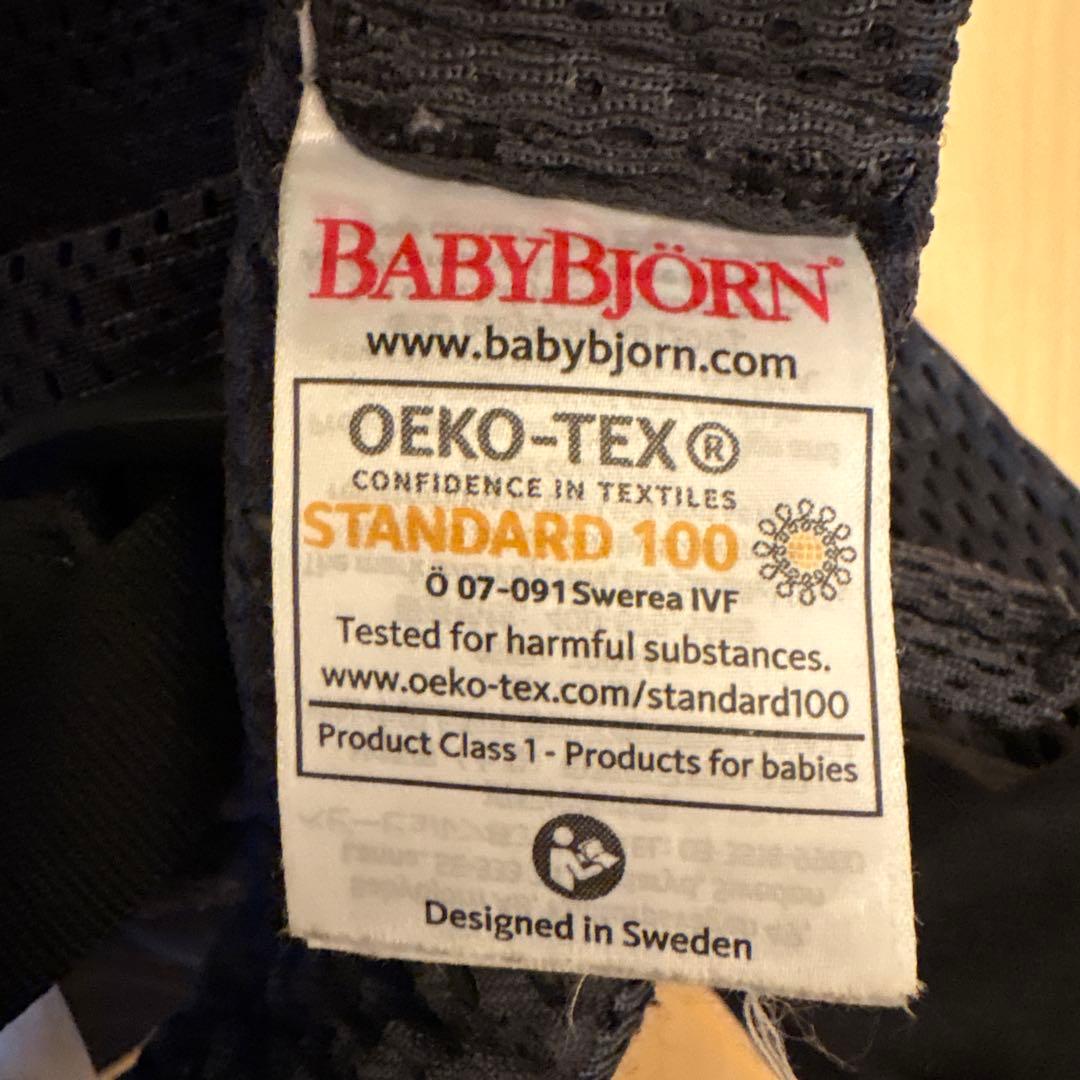 BABYBJÖRN®
www.babybjorn.com
OEKO-TEX®
CONFIDENCE IN TEXTILES
STANDARD 100
Ö 07-091 Swerea IVF
Tested for harmful substances.
www.oeko-tex.com/standard100
Product Class 1 - Products for babies
Designed in Sweden